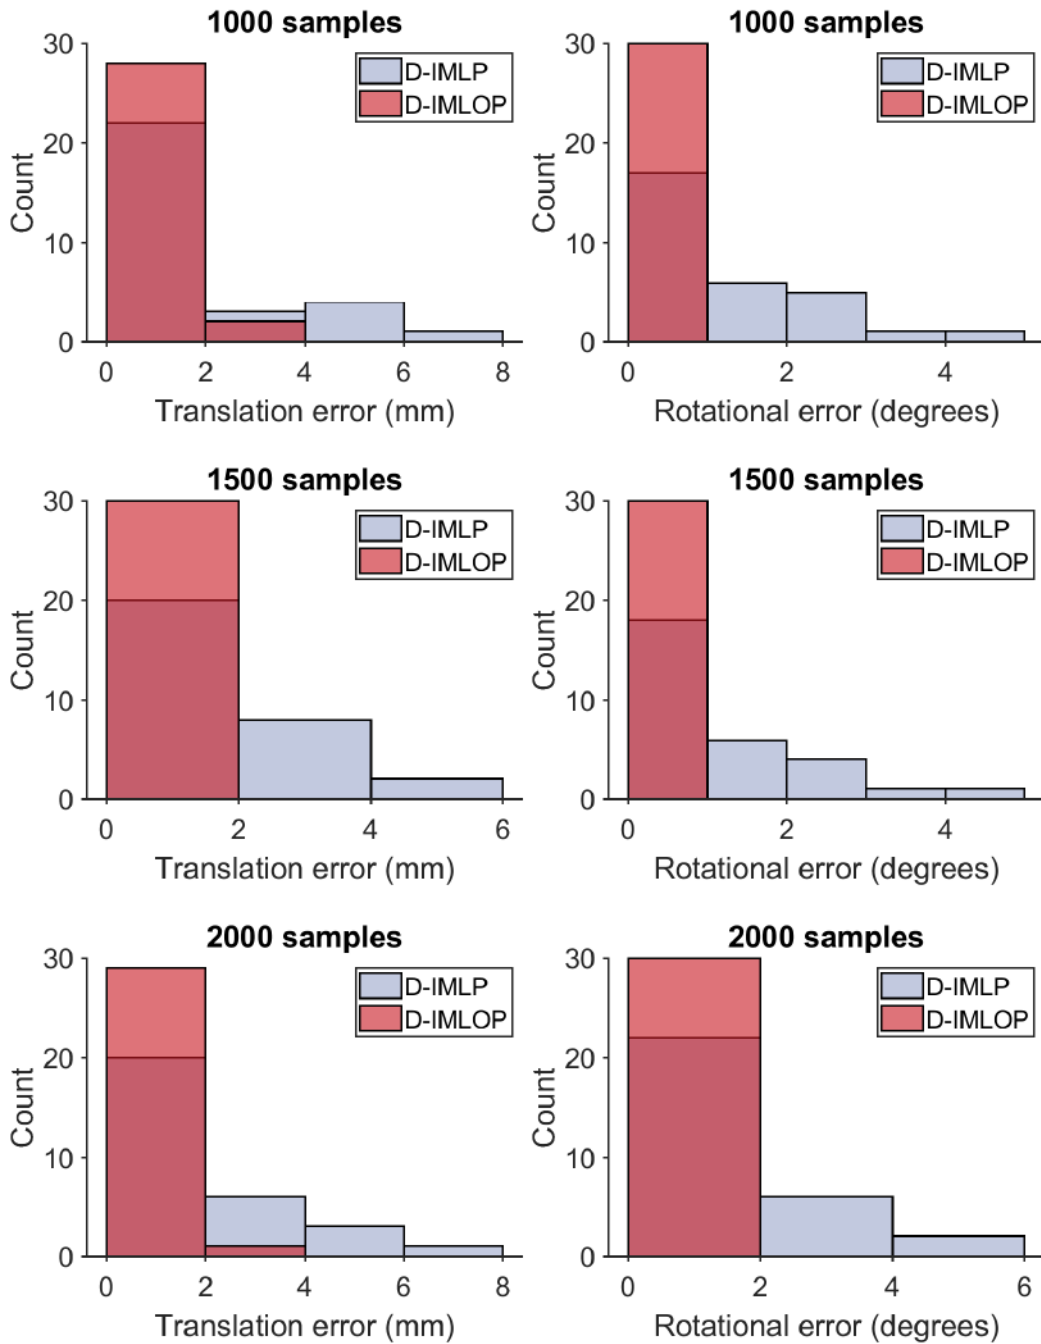 1000 samples
30
20
10
0
Count
D-IMLP
D-IMLOP
0 2 4 6 8
Translation error (mm)
1000 samples
30
20
10
0
Count
D-IMLP
D-IMLOP
0 2 4
Rotational error (degrees)
1500 samples
30
20
10
0
Count
D-IMLP
D-IMLOP
0 2 4 6
Translation error (mm)
1500 samples
30
20
10
0
Count
D-IMLP
D-IMLOP
0 2 4
Rotational error (degrees)
2000 samples
30
20
10
0
Count
D-IMLP
D-IMLOP
0 2 4 6 8
Translation error (mm)
2000 samples
30
20
10
0
Count
D-IMLP
D-IMLOP
0 2 4 6
Rotational error (degrees)